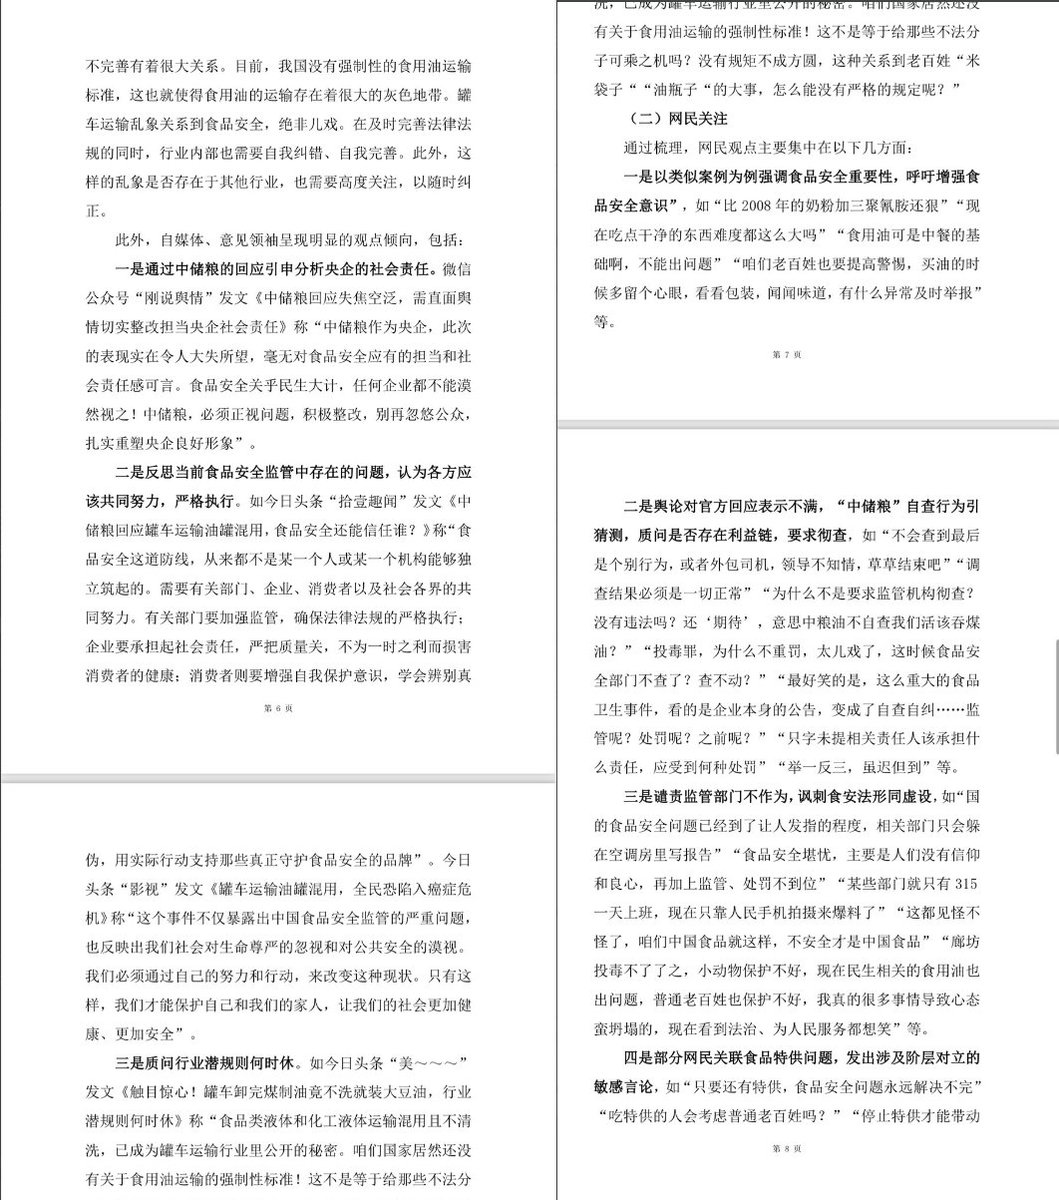 不完善有着很大关系。目前，我国没有强制性的食用油运输
标准，这也就使得食用油的运输存在着很大的灰色地带。罐
车运输乱象关系到食品安全，绝非儿戏。在及时完善法律法
规的同时，行业内部也需要自我纠错、自我完善。此外，这
样的乱象是否存在于其他行业，也需要高度关注，以随时纠
正。
此外，自媒体、意见领袖呈现明显的观点倾向，包括：
一是通过中储粮的回应引申分析央企的社会责任。微信
公众号“刚说舆情”发文《中储粮回应失焦空泛，需直面舆
情切实整改担当央企社会责任》称“中储粮作为央企，此次
的表现实在令人大失所望，毫无对食品安全应有的担当和社
会责任感可言。食品安全关乎民生大计，任何企业都不能漠
然视之！中储粮，必须正视问题，积极整改，别再忽悠公众，
扎实重塑央企良好形象”。
二是反思当前食品安全监管中存在的问题，认为各方应
该共同努力，严格执行。如今日头条“拾壹趣闻”发文《中
储粮回应罐车运输油罐混用，食品安全还能信任谁？》称“食
品安全这道防线，从来都不是某一个人或某一个机构能够独
立筑起的。需要有关部门、企业、消费者以及社会各界的共
同努力。有关部门要加强监管，确保法律法规的严格执行；
企业要承担起社会责任，严把质量关，不为一时之利而损害
消费者的健康；消费者则要增强自我保护意识，学会辨别真
第 6 页
伪，用实际行动支持那些真正守护食品安全的品牌”。今日
头条“影视”发文《罐车运输油罐混用，全民恐陷入癌症危
机》称“这个事件不仅暴露出中国食品安全监管的严重问题，
也反映出我们社会对生命尊严的忽视和对公共安全的漠视。
我们必须通过自己的努力和行动，来改变这种现状。只有这
样，我们才能保护自己和我们的家人，让我们的社会更加健
康、更加安全”。
三是质问行业潜规则何时休。如今日头条“美～～～”
发文《触目惊心！罐车卸完煤制油竟不洗就装大豆油，行业
潜规则何时休》称“食品类液体和化工液体运输混用且不清
洗，已成为罐车运输行业里公开的秘密。咱们国家居然还没
有关于食用油运输的强制性标准！这不是等于给那些不法分
洗，已成为罐车运输行业里公开的秘密。咱们国家居然还没
有关于食用油运输的强制性标准！这不是等于给那些不法分
子可乘之机吗？没有规矩不成方圆，这种关系到老百姓“米
袋子““油瓶子“的大事，怎么能没有严格的规定呢？”
（二）网民关注
通过梳理，网民观点主要集中在以下几方面：
一是以类似案例为例强调食品安全重要性，呼吁增强食
品安全意识”，如“比 2008 年的奶粉加三聚氰胺还狠”“现
在吃点干净的东西难度都这么大吗”“食用油可是中餐的基
础啊，不能出问题”“咱们老百姓也要提高警惕，买油的时
候多留个心眼，看看包装，闻闻味道，有什么异常及时举报”
等。
第 7 页
二是舆论对官方回应表示不满，“中储粮”自查行为引
猜测，质问是否存在利益链，要求彻查，如“不会查到最后
是个别行为，或者外包司机，领导不知情，草草结束吧”“调
查结果必须是一切正常”“为什么不是要求监管机构彻查？
没有违法吗？还‘期待’，意思中粮油不自查我们活该吞煤
油？”“投毒罪，为什么不重罚，太儿戏了，这时候食品安
全部门不查了？查不动？”“最好笑的是，这么重大的食品
卫生事件，看的是企业本身的公告，变成了自查自纠……监
管呢？处罚呢？之前呢？”“只字未提相关责任人该承担什
么责任，应受到何种处罚”“举一反三，虽迟但到”等。
三是谴责监管部门不作为，讽刺食安法形同虚设，如“国
的食品安全问题已经到了让人发指的程度，相关部门只会躲
在空调房里写报告”“食品安全堪忧，主要是人们没有信仰
和良心，再加上监管、处罚不到位”“某些部门就只有 315
一天上班，现在只靠人民手机拍摄来爆料了”“这都见怪不
怪了，咱们中国食品就这样，不安全才是中国食品”“廊坊
投毒不了了之，小动物保护不好，现在民生相关的食用油也
出问题，普通老百姓也保护不好，我真的很多事情导致心态
蛮坍塌的，现在看到法治、为人民服务都想笑”等。
四是部分网民关联食品特供问题，发出涉及阶层对立的
敏感言论，如“只要还有特供，食品安全问题永远解决不完”
“吃特供的人会考虑普通老百姓吗？”“停止特供才能带动
第 8 页